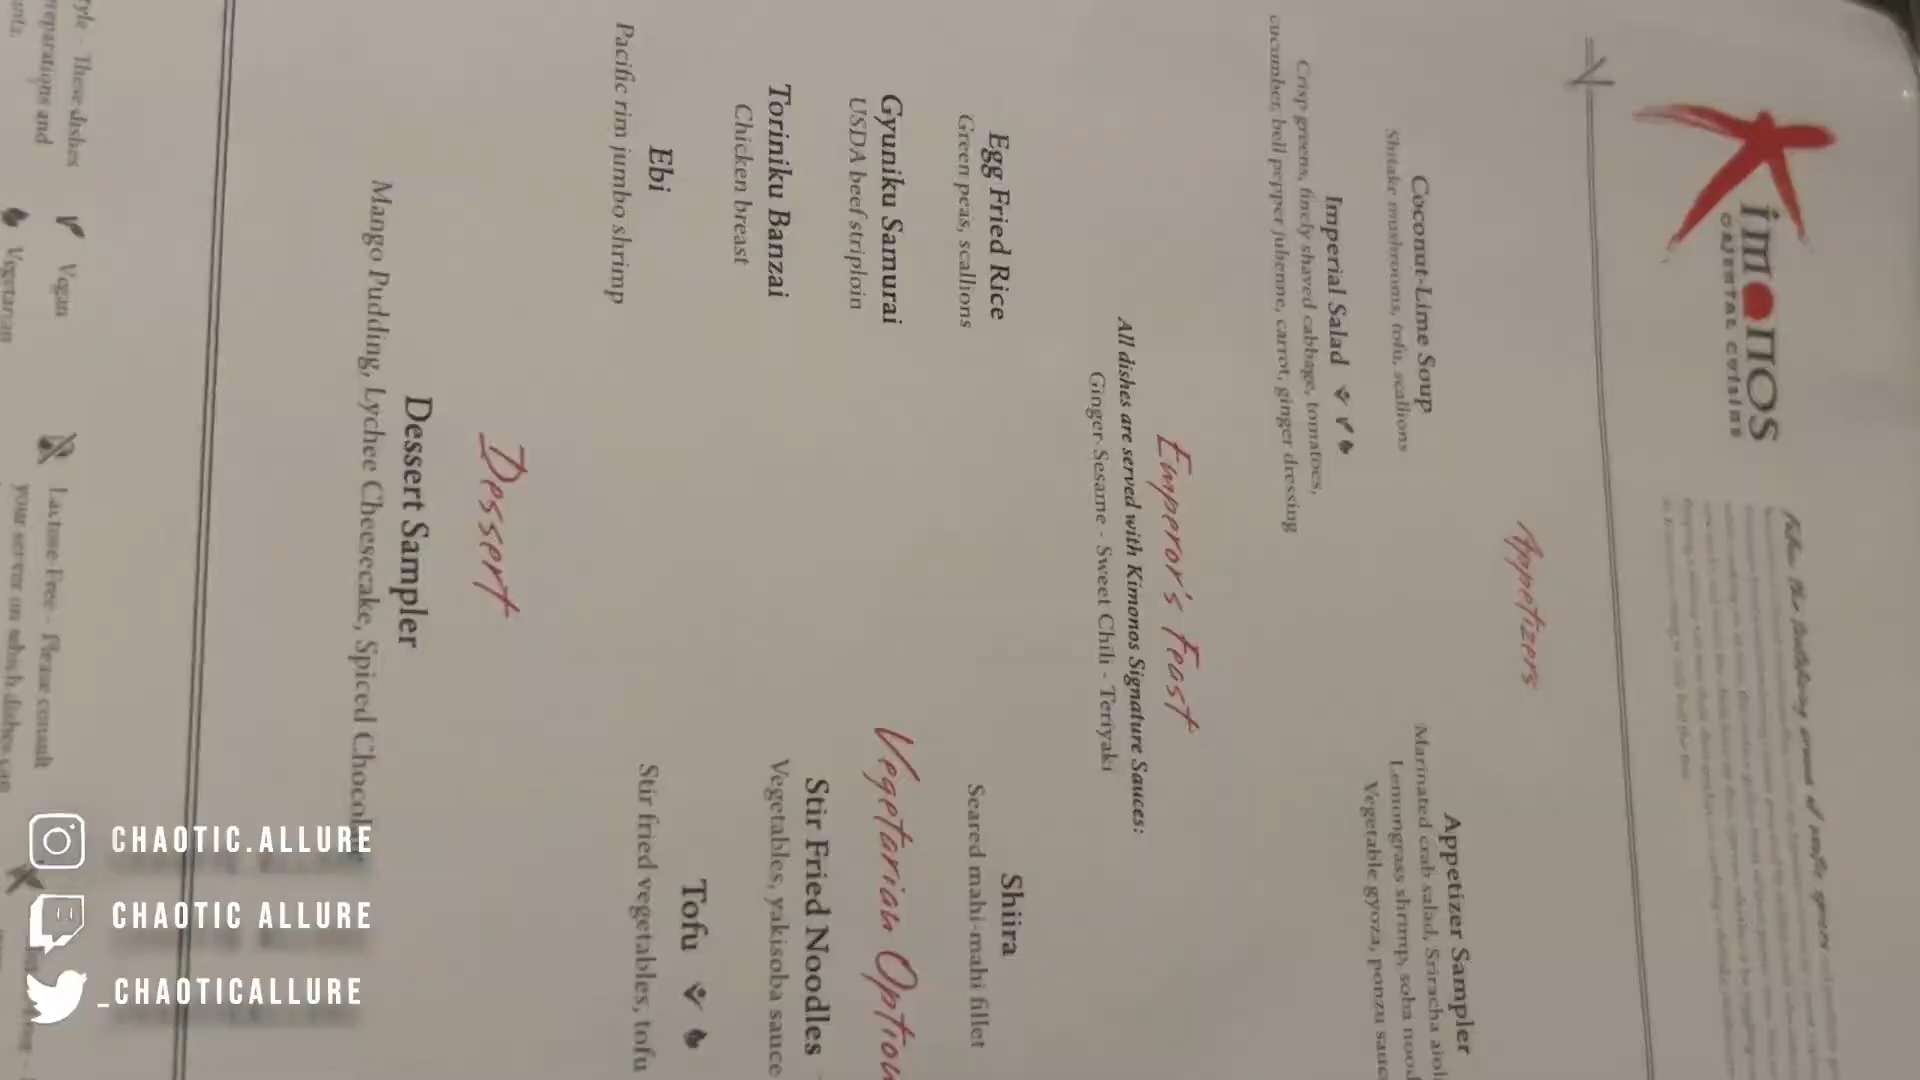 Kimonos
ORIENTAL CUISINE
Appetizers
Coconut-Lime Soup
Shitake mushrooms, tofu, scallions
Imperial Salad
Crisp greens, finely shaved cabbage, tomatoes,
cucumber, bell pepper julienne, carrot, ginger dressing
Appetizer Sampler
Marinated crab salad, Sriracha aiol
Lemongrass shrimp, soba nood
Vegetable gyoza, ponzu sauc
Emperor's Feast
All dishes are served with Kimonos Signature Sauces:
Ginger-Sesame - Sweet Chili - Teriyaki
Egg Fried Rice
Green peas, scallions
Gyuniku Samurai
USDA beef striploin
Toriniku Banzai
Chicken breast
Ebi
Pacific rim jumbo shrimp
Shiira
Seared mahi-mahi fillet
Vegetarian Option
Stir Fried Noodles
Vegetables, yakisoba sauce
Tofu
Stir fried vegetables, tofu
Dessert
Dessert Sampler
Mango Pudding, Lychee Cheesecake, Spiced Chocol
tyle - These dishes
reparations and
Vegan
Vegetarian
Lactose Free - Please consult
your server on which dishes can
CHAOTIC.ALLURE
CHAOTIC ALLURE
_CHAOTICALLURE